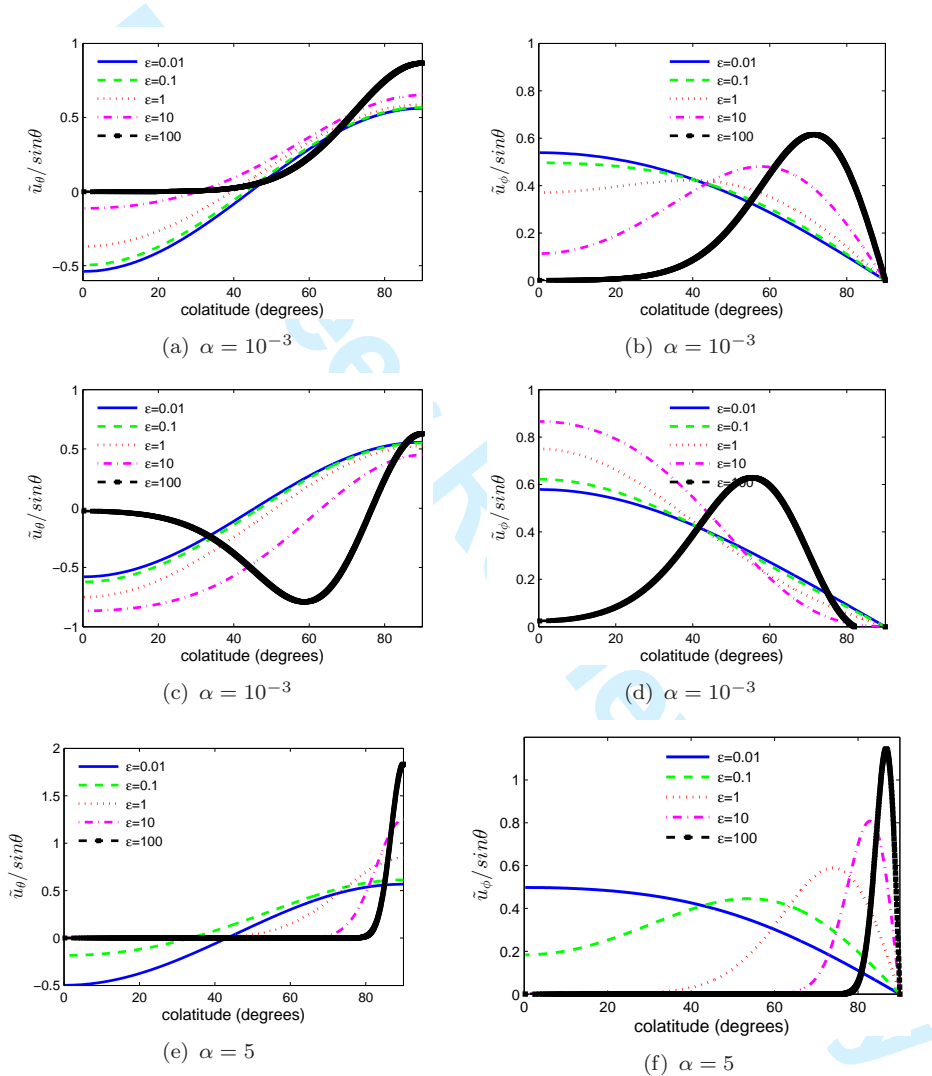 1
0.5
0
−0.5
0 20 40 60 80
colatitude (degrees)
ũθ/sinθ
ε=0.01
ε=0.1
ε=1
ε=10
ε=100
(a) α = 10⁻³
1
0.8
0.6
0.4
0.2
0
0 20 40 60 80
colatitude (degrees)
ũϕ/sinθ
ε=0.01
ε=0.1
ε=1
ε=10
ε=100
(b) α = 10⁻³
1
0.5
0
−0.5
−1
0 20 40 60 80
colatitude (degrees)
ũθ/sinθ
ε=0.01
ε=0.1
ε=1
ε=10
ε=100
(c) α = 10⁻³
1
0.8
0.6
0.4
0.2
0
0 20 40 60 80
colatitude (degrees)
ũϕ/sinθ
ε=0.01
ε=0.1
ε=1
ε=10
ε=100
(d) α = 10⁻³
2
1.5
1
0.5
0
−0.5
0 20 40 60 80
colatitude (degrees)
ũθ/sinθ
ε=0.01
ε=0.1
ε=1
ε=10
ε=100
(e) α = 5
1
0.8
0.6
0.4
0.2
0
0 20 40 60 80
colatitude (degrees)
ũϕ/sinθ
ε=0.01
ε=0.1
ε=1
ε=10
ε=100
(f) α = 5